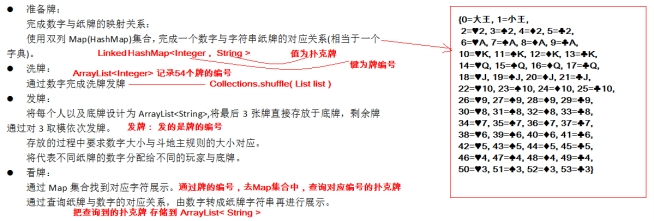 ● 准备牌:
完成数字与纸牌的映射关系:
使用双列 Map(HashMap)集合,完成一个数字与字符串纸牌的对应关系(相当于一个
字典)。
LinkedHashMap<Integer , String > 值为扑克牌
键为牌编号
● 洗牌:
ArrayList<Integer> 记录54个牌的编号
通过数字完成洗牌发牌
Collections.shuffle( List list )
● 发牌:
将每个人以及底牌设计为 ArrayList<String>,将最后 3 张牌直接存放于底牌,剩余牌
通过对 3 取模依次发牌。 发牌: 发的是牌的编号
存放的过程中要求数字大小与斗地主规则的大小对应。
将代表不同纸牌的数字分配给不同的玩家与底牌。
● 看牌:
通过 Map 集合找到对应字符展示。 通过牌的编号,去Map集合中,查询对应编号的扑克牌
通过查询纸牌与数字的对应关系,由数字转成纸牌字符串再进行展示。
把查询到的扑克牌 存储到 ArrayList< String >
{0=大王, 1=小王,
2=♥2, 3=♠2, 4=♦2, 5=♣2,
6=♥A, 7=♠A, 8=♦A, 9=♣A,
10=♥K, 11=♠K, 12=♦K, 13=♣K,
14=♥Q, 15=♠Q, 16=♦Q, 17=♣Q,
18=♥J, 19=♠J, 20=♦J, 21=♣J,
22=♥10, 23=♠10, 24=♦10, 25=♣10,
26=♥9, 27=♠9, 28=♦9, 29=♣9,
30=♥8, 31=♠8, 32=♦8, 33=♣8,
34=♥7, 35=♠7, 36=♦7, 37=♣7,
38=♥6, 39=♠6, 40=♦6, 41=♣6,
42=♥5, 43=♠5, 44=♦5, 45=♣5,
46=♥4, 47=♠4, 48=♦4, 49=♣4,
50=♥3, 51=♠3, 52=♦3, 53=♣3}